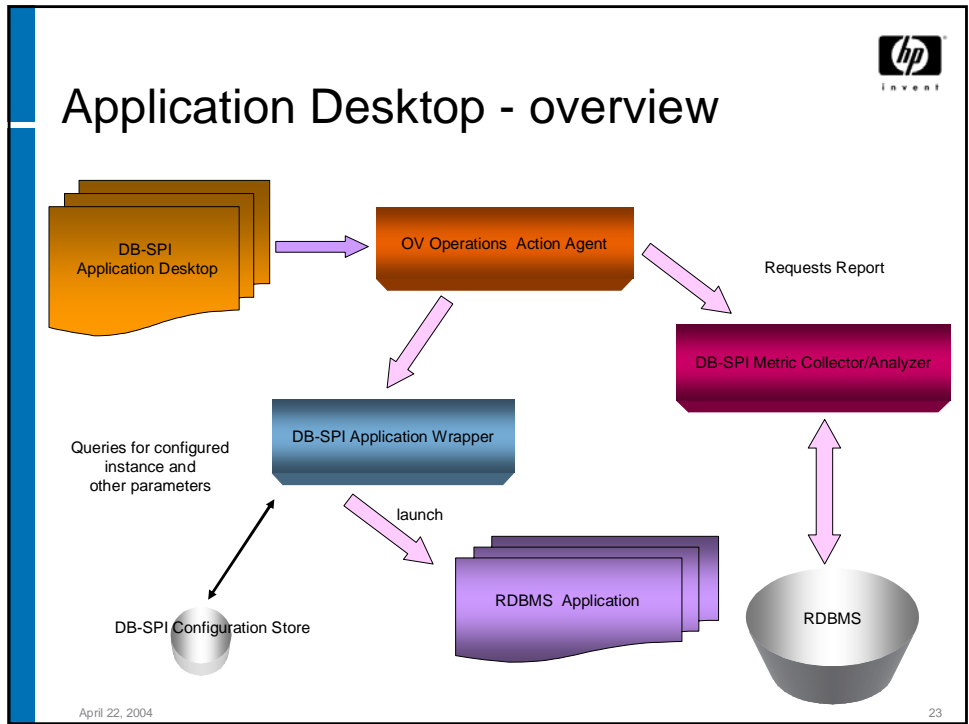 hp
invent
Application Desktop - overview
DB-SPI
Application Desktop
OV Operations Action Agent
Requests Report
DB-SPI Metric Collector/Analyzer
DB-SPI Application Wrapper
Queries for configured
instance and
other parameters
launch
RDBMS Application
RDBMS
DB-SPI Configuration Store
April 22, 2004
23